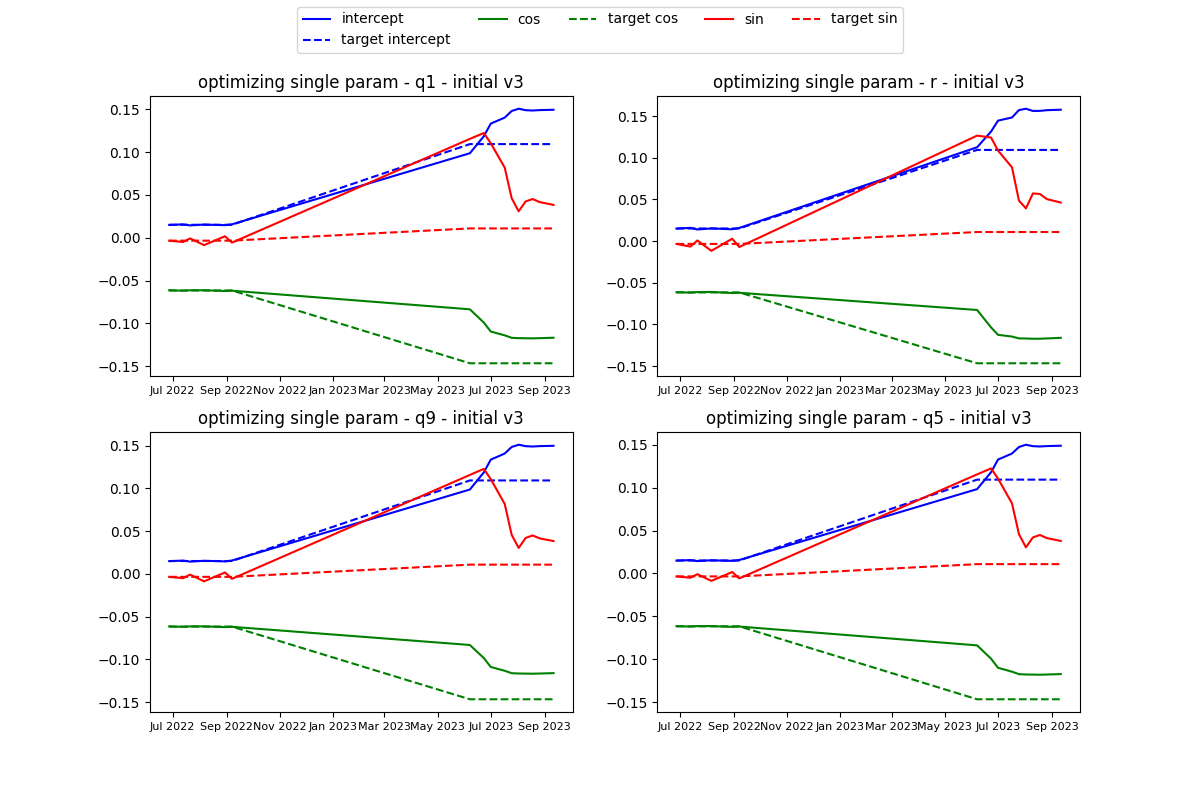 intercept cos target cos sin target sin
target intercept
optimizing single param - q1 - initial v3
0.15
0.10
0.05
0.00
−0.05
−0.10
−0.15
Jul 2022 Sep 2022 Nov 2022 Jan 2023 Mar 2023 May 2023 Jul 2023 Sep 2023
optimizing single param - r - initial v3
0.15
0.10
0.05
0.00
−0.05
−0.10
−0.15
Jul 2022 Sep 2022 Nov 2022 Jan 2023 Mar 2023 May 2023 Jul 2023 Sep 2023
optimizing single param - q9 - initial v3
0.15
0.10
0.05
0.00
−0.05
−0.10
−0.15
Jul 2022 Sep 2022 Nov 2022 Jan 2023 Mar 2023 May 2023 Jul 2023 Sep 2023
optimizing single param - q5 - initial v3
0.15
0.10
0.05
0.00
−0.05
−0.10
−0.15
Jul 2022 Sep 2022 Nov 2022 Jan 2023 Mar 2023 May 2023 Jul 2023 Sep 2023